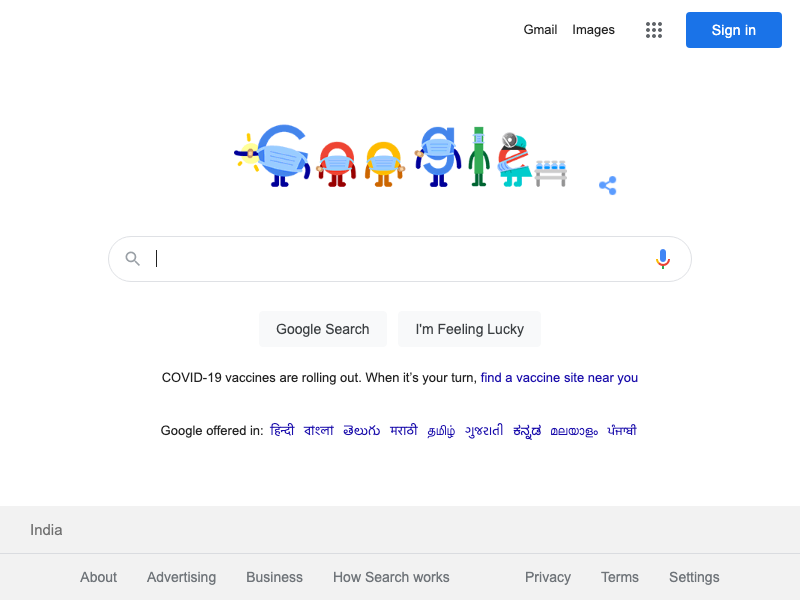 Gmail Images Sign in
Google
Google Search I'm Feeling Lucky
COVID-19 vaccines are rolling out. When it’s your turn, find a vaccine site near you
Google offered in: हिन्दी বাংলা తెలుగు मराठी தமிழ் ગુજરાતી ಕನ್ನಡ മലയാളം ਪੰਜਾਬੀ
India
About Advertising Business How Search works Privacy Terms Settings